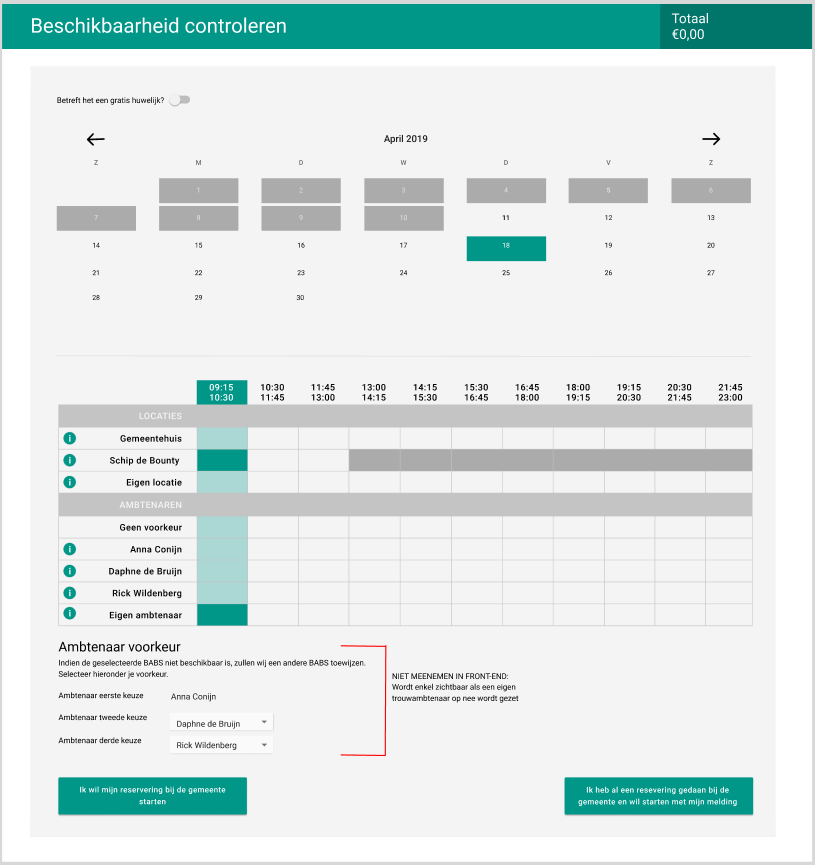 Beschikbaarheid controleren
Totaal
€0,00
Betreft het een gratis huwelijk?
April 2019
Z M D W D V Z
1 2 3 4 5 6
7 8 9 10 11 12 13
14 15 16 17 18 19 20
21 22 23 24 25 26 27
28 29 30
09:15 10:30 11:45 13:00 14:15 15:30 16:45 18:00 19:15 20:30 21:45
10:30 11:45 13:00 14:15 15:30 16:45 18:00 19:15 20:30 21:45 23:00
LOCATIES
i Gemeentehuis
i Schip de Bounty
i Eigen locatie
AMBTENAREN
Geen voorkeur
i Anna Conijn
i Daphne de Bruijn
i Rick Wildenberg
i Eigen ambtenaar
Ambtenaar voorkeur
Indien de geselecteerde BABS niet beschikbaar is, zullen wij een andere BABS toewijzen.
Selecteer hieronder je voorkeur.
Ambtenaar eerste keuze Anna Conijn
Ambtenaar tweede keuze Daphne de Bruijn
Ambtenaar derde keuze Rick Wildenberg
NIET MEENEMEN IN FRONT-END:
Wordt enkel zichtbaar als een eigen
trouwambtenaar op nee wordt gezet
Ik wil mijn reservering bij de gemeente
starten
Ik heb al een resevering gedaan bij de
gemeente en wil starten met mijn melding